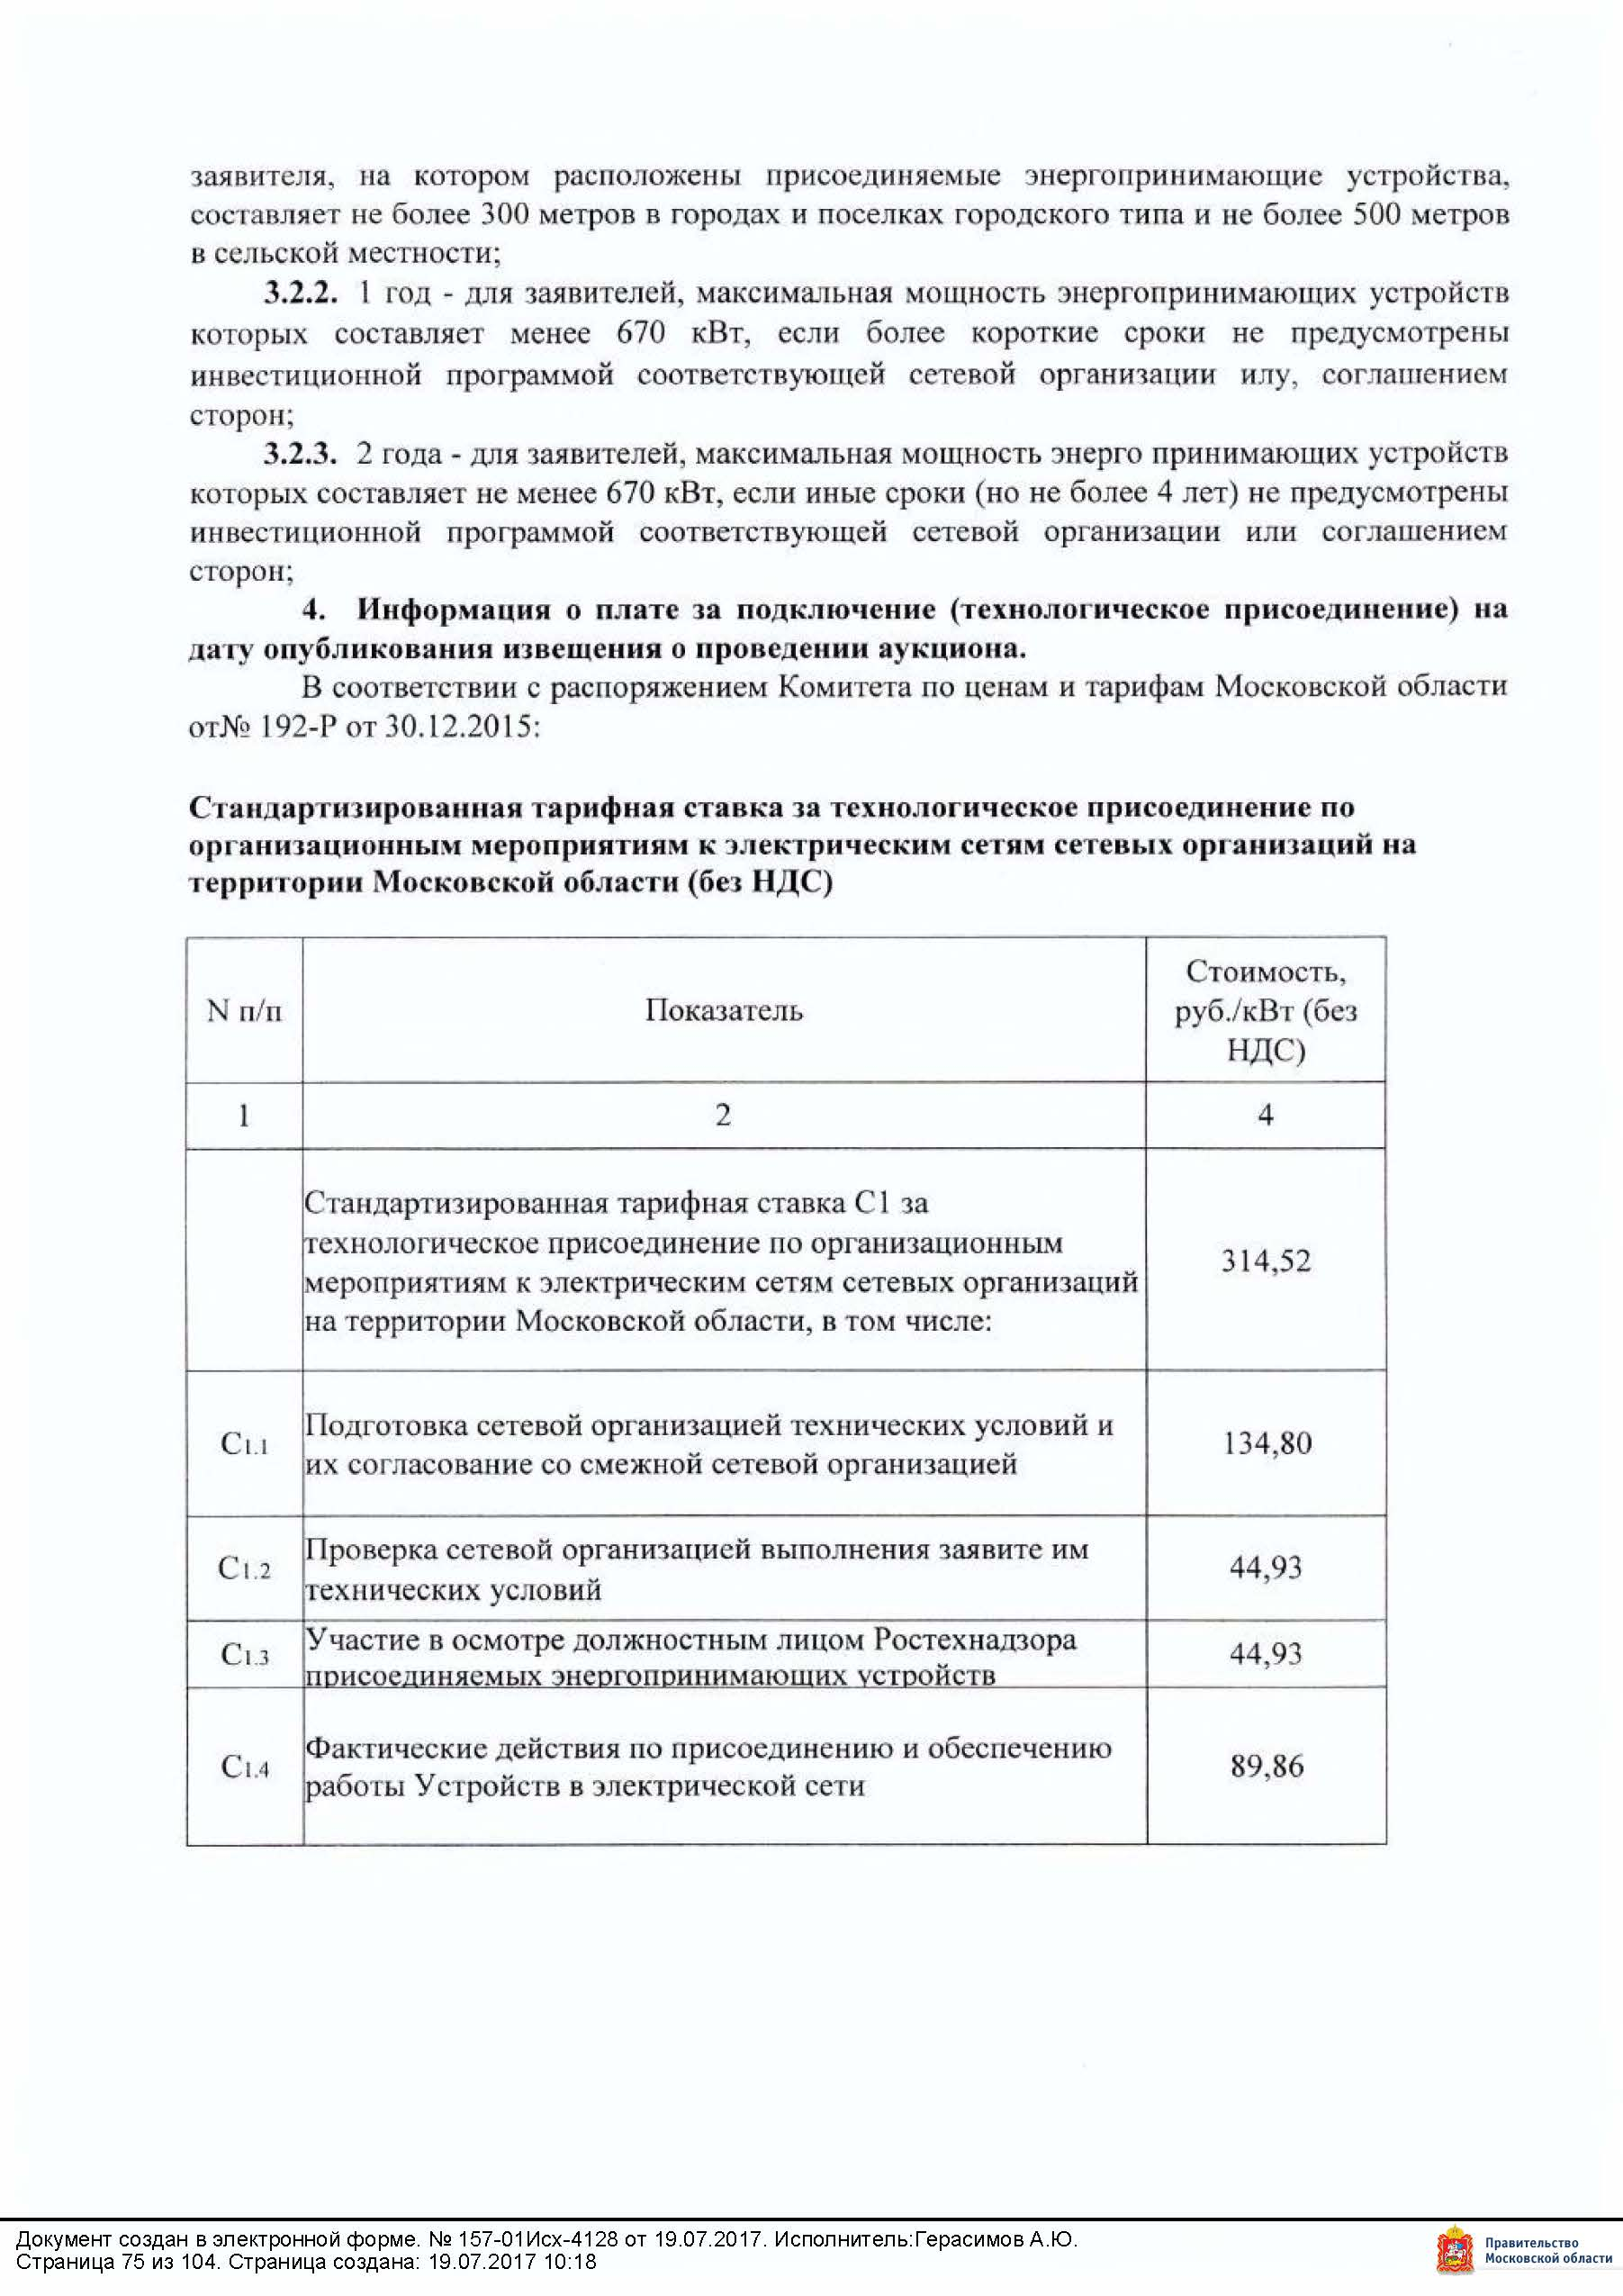 заявителя, на котором расположены присоединяемые энергопринимающие устройства,
составляет не более 300 метров в городах и поселках городского типа и не более 500 метров
в сельской местности;
3.2.2. 1 год - для заявителей, максимальная мощность энергопринимающих устройств
которых составляет менее 670 кВт, если более короткие сроки не предусмотрены
инвестиционной программой соответствующей сетевой организации илу, соглашением
сторон;
3.2.3. 2 года - для заявителей, максимальная мощность энерго принимающих устройств
которых составляет не менее 670 кВт, если иные сроки (но не более 4 лет) не предусмотрены
инвестиционной программой соответствующей сетевой организации или соглашением
сторон;
4. Информация о плате за подключение (технологическое присоединение) на
дату опубликования извещения о проведении аукциона.
В соответствии с распоряжением Комитета по ценам и тарифам Московской области
от№ 192-Р от 30.12.2015:
Стандартизированная тарифная ставка за технологическое присоединение по
организационным мероприятиям к электрическим сетям сетевых организаций на
территории Московской области (без НДС)
N п/п
Показатель
Стоимость,
руб./кВт (без
НДС)
1
2
4
Стандартизированная тарифная ставка С1 за
технологическое присоединение по организационным
мероприятиям к электрическим сетям сетевых организаций
на территории Московской области, в том числе:
314,52
С1.1
Подготовка сетевой организацией технических условий и
их согласование со смежной сетевой организацией
134,80
С1.2
Проверка сетевой организацией выполнения заявите им
технических условий
44,93
С1.3
Участие в осмотре должностным лицом Ростехнадзора
присоединяемых энергопринимающих устройств
44,93
С1.4
Фактические действия по присоединению и обеспечению
работы Устройств в электрической сети
89,86
Документ создан в электронной форме. № 157-01Исх-4128 от 19.07.2017. Исполнитель:Герасимов А.Ю.
Страница 75 из 104. Страница создана: 19.07.2017 10:18
Правительство
Московской области